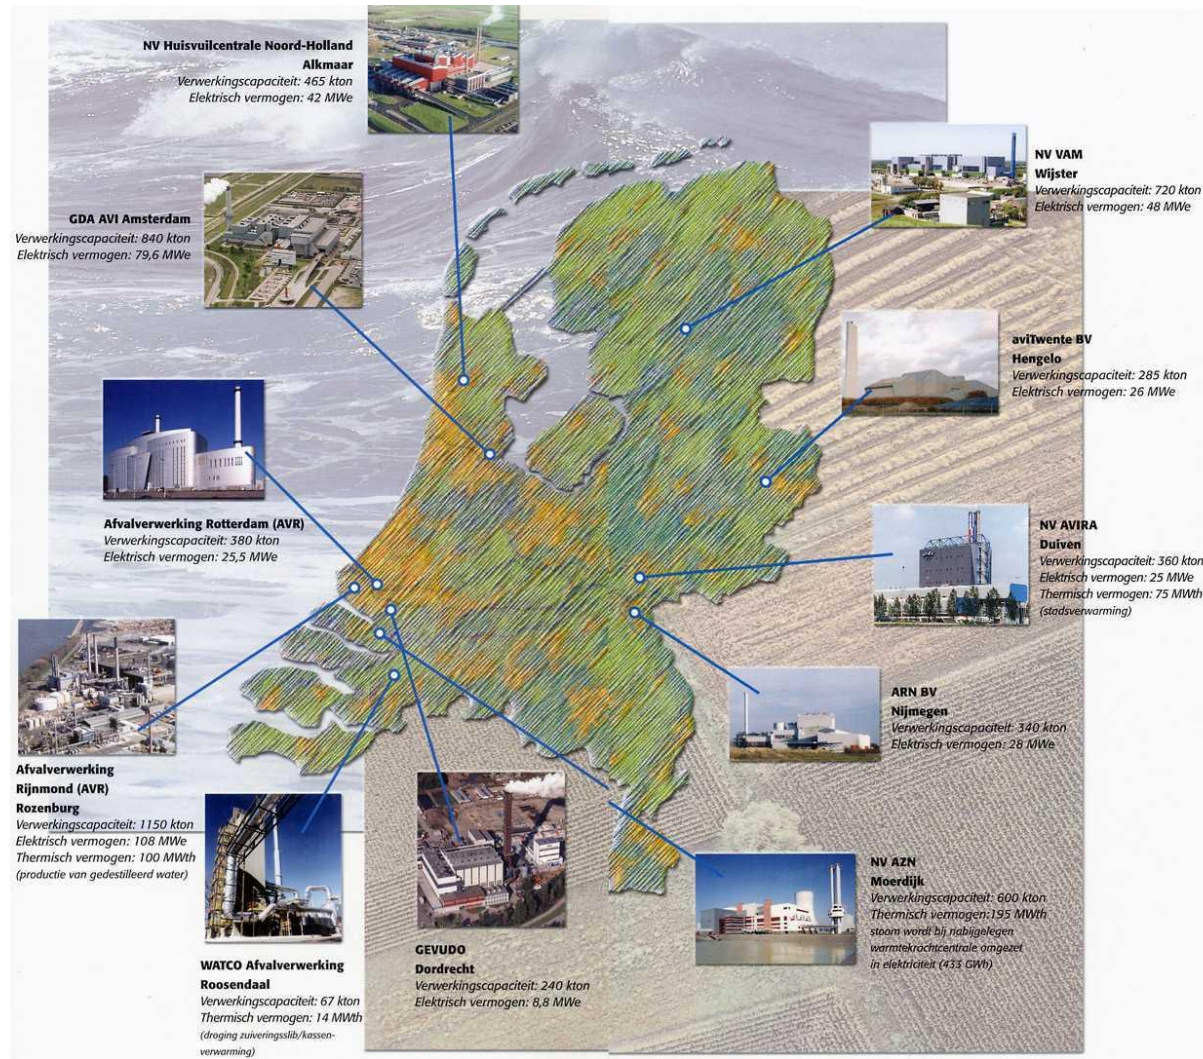 NV Huisvuilcentrale Noord-Holland
Alkmaar
Verwerkingscapaciteit: 465 kton
Elektrisch vermogen: 42 MWe
NV VAM
Wijster
Verwerkingscapaciteit: 720 kton
Elektrisch vermogen: 48 MWe
GDA AVI Amsterdam
Verwerkingscapaciteit: 840 kton
Elektrisch vermogen: 79,6 MWe
aviTwente BV
Hengelo
Verwerkingscapaciteit: 285 kton
Elektrisch vermogen: 26 MWe
Afvalverwerking Rotterdam (AVR)
Verwerkingscapaciteit: 380 kton
Elektrisch vermogen: 25,5 MWe
NV AVIRA
Duiven
Verwerkingscapaciteit: 360 kton
Elektrisch vermogen: 25 MWe
Thermisch vermogen: 75 MWth
(stadsverwarming)
ARN BV
Nijmegen
Verwerkingscapaciteit: 340 kton
Elektrisch vermogen: 28 MWe
Afvalverwerking
Rijnmond (AVR)
Rozenburg
Verwerkingscapaciteit: 1150 kton
Elektrisch vermogen: 108 MWe
Thermisch vermogen: 100 MWth
(productie van gedestilleerd water)
NV AZN
Moerdijk
Verwerkingscapaciteit: 600 kton
Thermisch vermogen:195 MWth
stoom wordt bij nabijgelegen
warmtekrachtcentrale omgezet
in elektriciteit (433 GWh)
GEVUDO
Dordrecht
Verwerkingscapaciteit: 240 kton
Elektrisch vermogen: 8,8 MWe
WATCO Afvalverwerking
Roosendaal
Verwerkingscapaciteit: 67 kton
Thermisch vermogen: 14 MWth
(droging zuiveringsslib/kassen-
verwarming)